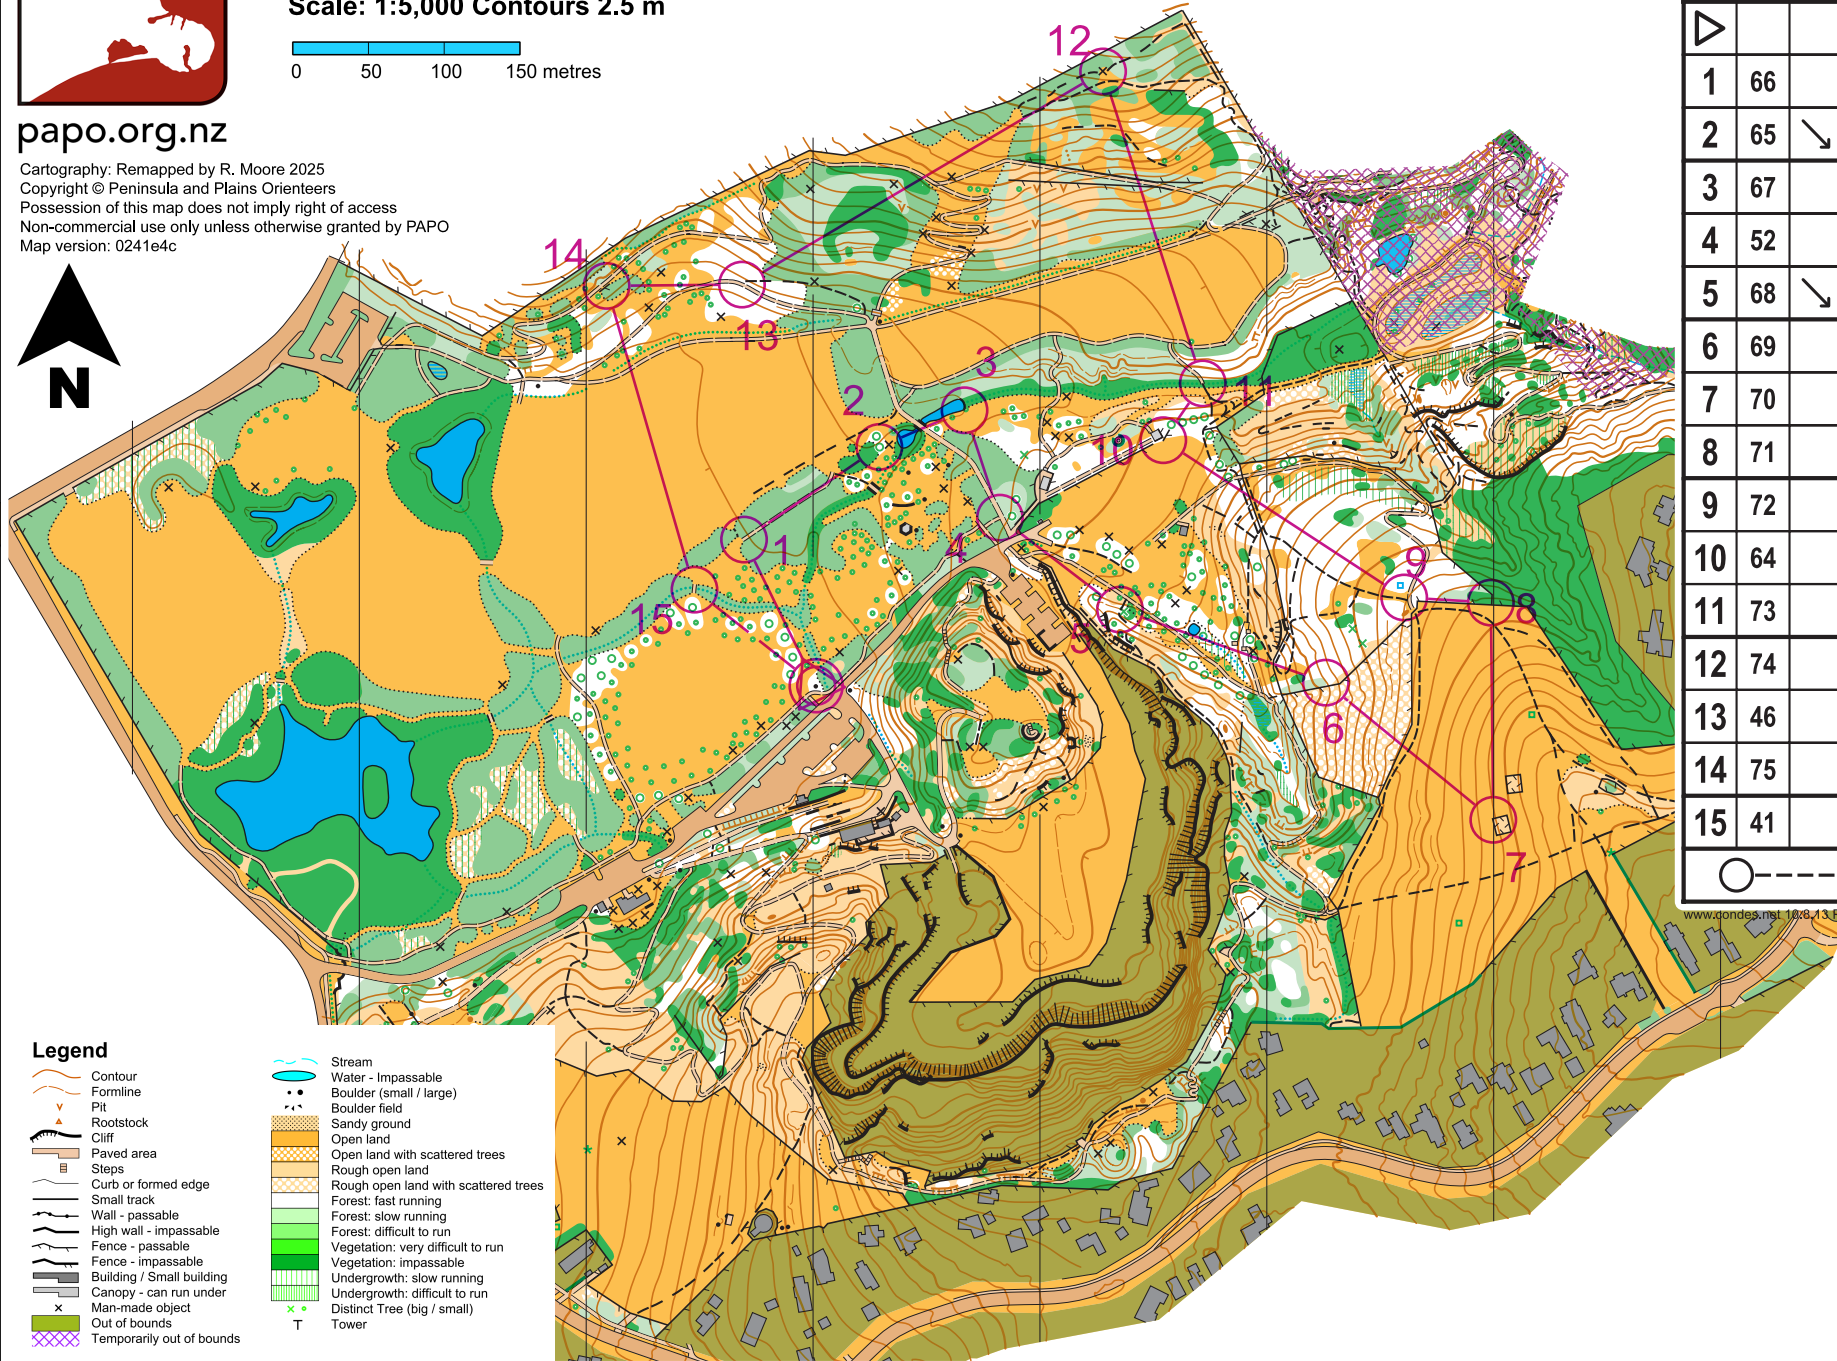 Scale: 1:5,000 Contours 2.5 m
0 50 100 150 metres
papo.org.nz
Cartography: Remapped by R. Moore 2025
Copyright © Peninsula and Plains Orienteers
Possession of this map does not imply right of access
Non-commercial use only unless otherwise granted by PAPO
Map version: 0241e4c
N
12
14
13
3
2
11
10
1
4
9
8
15
5
6
7
1 66
2 65
3 67
4 52
5 68
6 69
7 70
8 71
9 72
10 64
11 73
12 74
13 46
14 75
15 41
www.condes.net 10.8.13
Legend
Contour
Formline
Pit
Rootstock
Cliff
Paved area
Steps
Curb or formed edge
Small track
Wall - passable
High wall - impassable
Fence - passable
Fence - impassable
Building / Small building
Canopy - can run under
Man-made object
Out of bounds
Temporarily out of bounds
Stream
Water - Impassable
Boulder (small / large)
Boulder field
Sandy ground
Open land
Open land with scattered trees
Rough open land
Rough open land with scattered trees
Forest: fast running
Forest: slow running
Forest: difficult to run
Vegetation: very difficult to run
Vegetation: impassable
Undergrowth: slow running
Undergrowth: difficult to run
Distinct Tree (big / small)
Tower